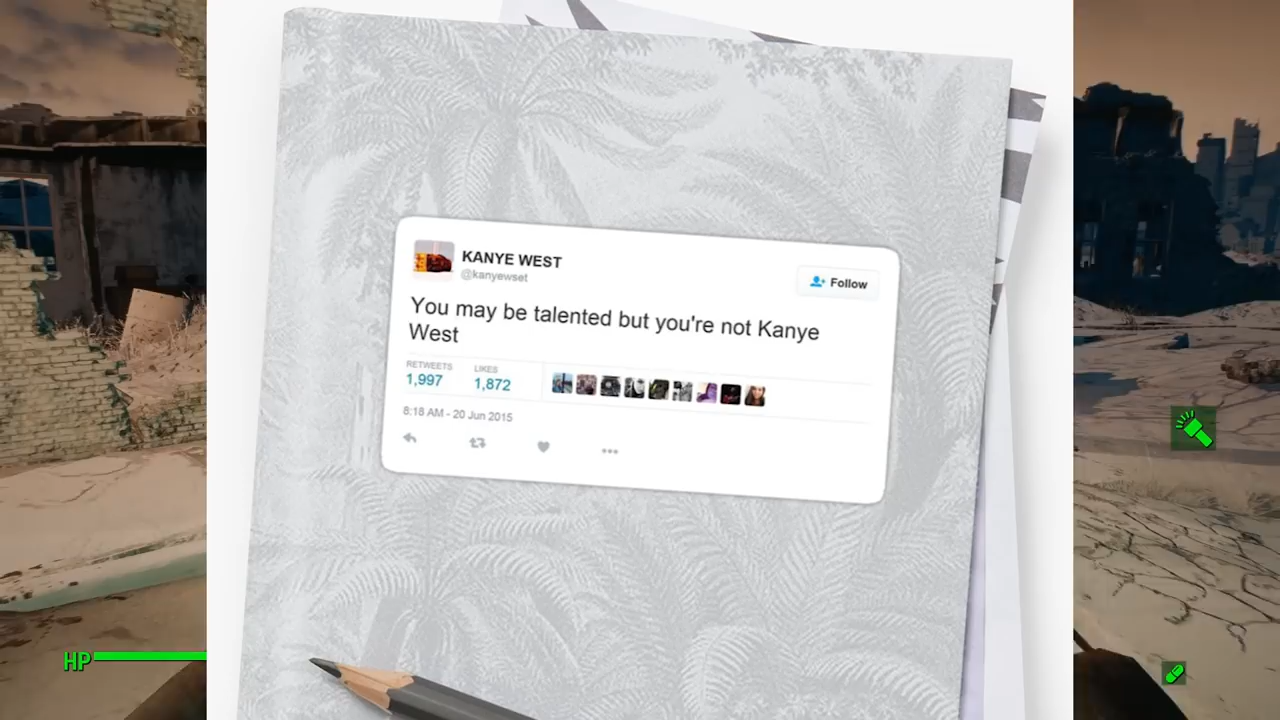 KANYE WEST
@kanyewset
Follow
You may be talented but you're not Kanye
West
RETWEETS
LIKES
1,997
1,872
8:18 AM - 20 Jun 2015
HP